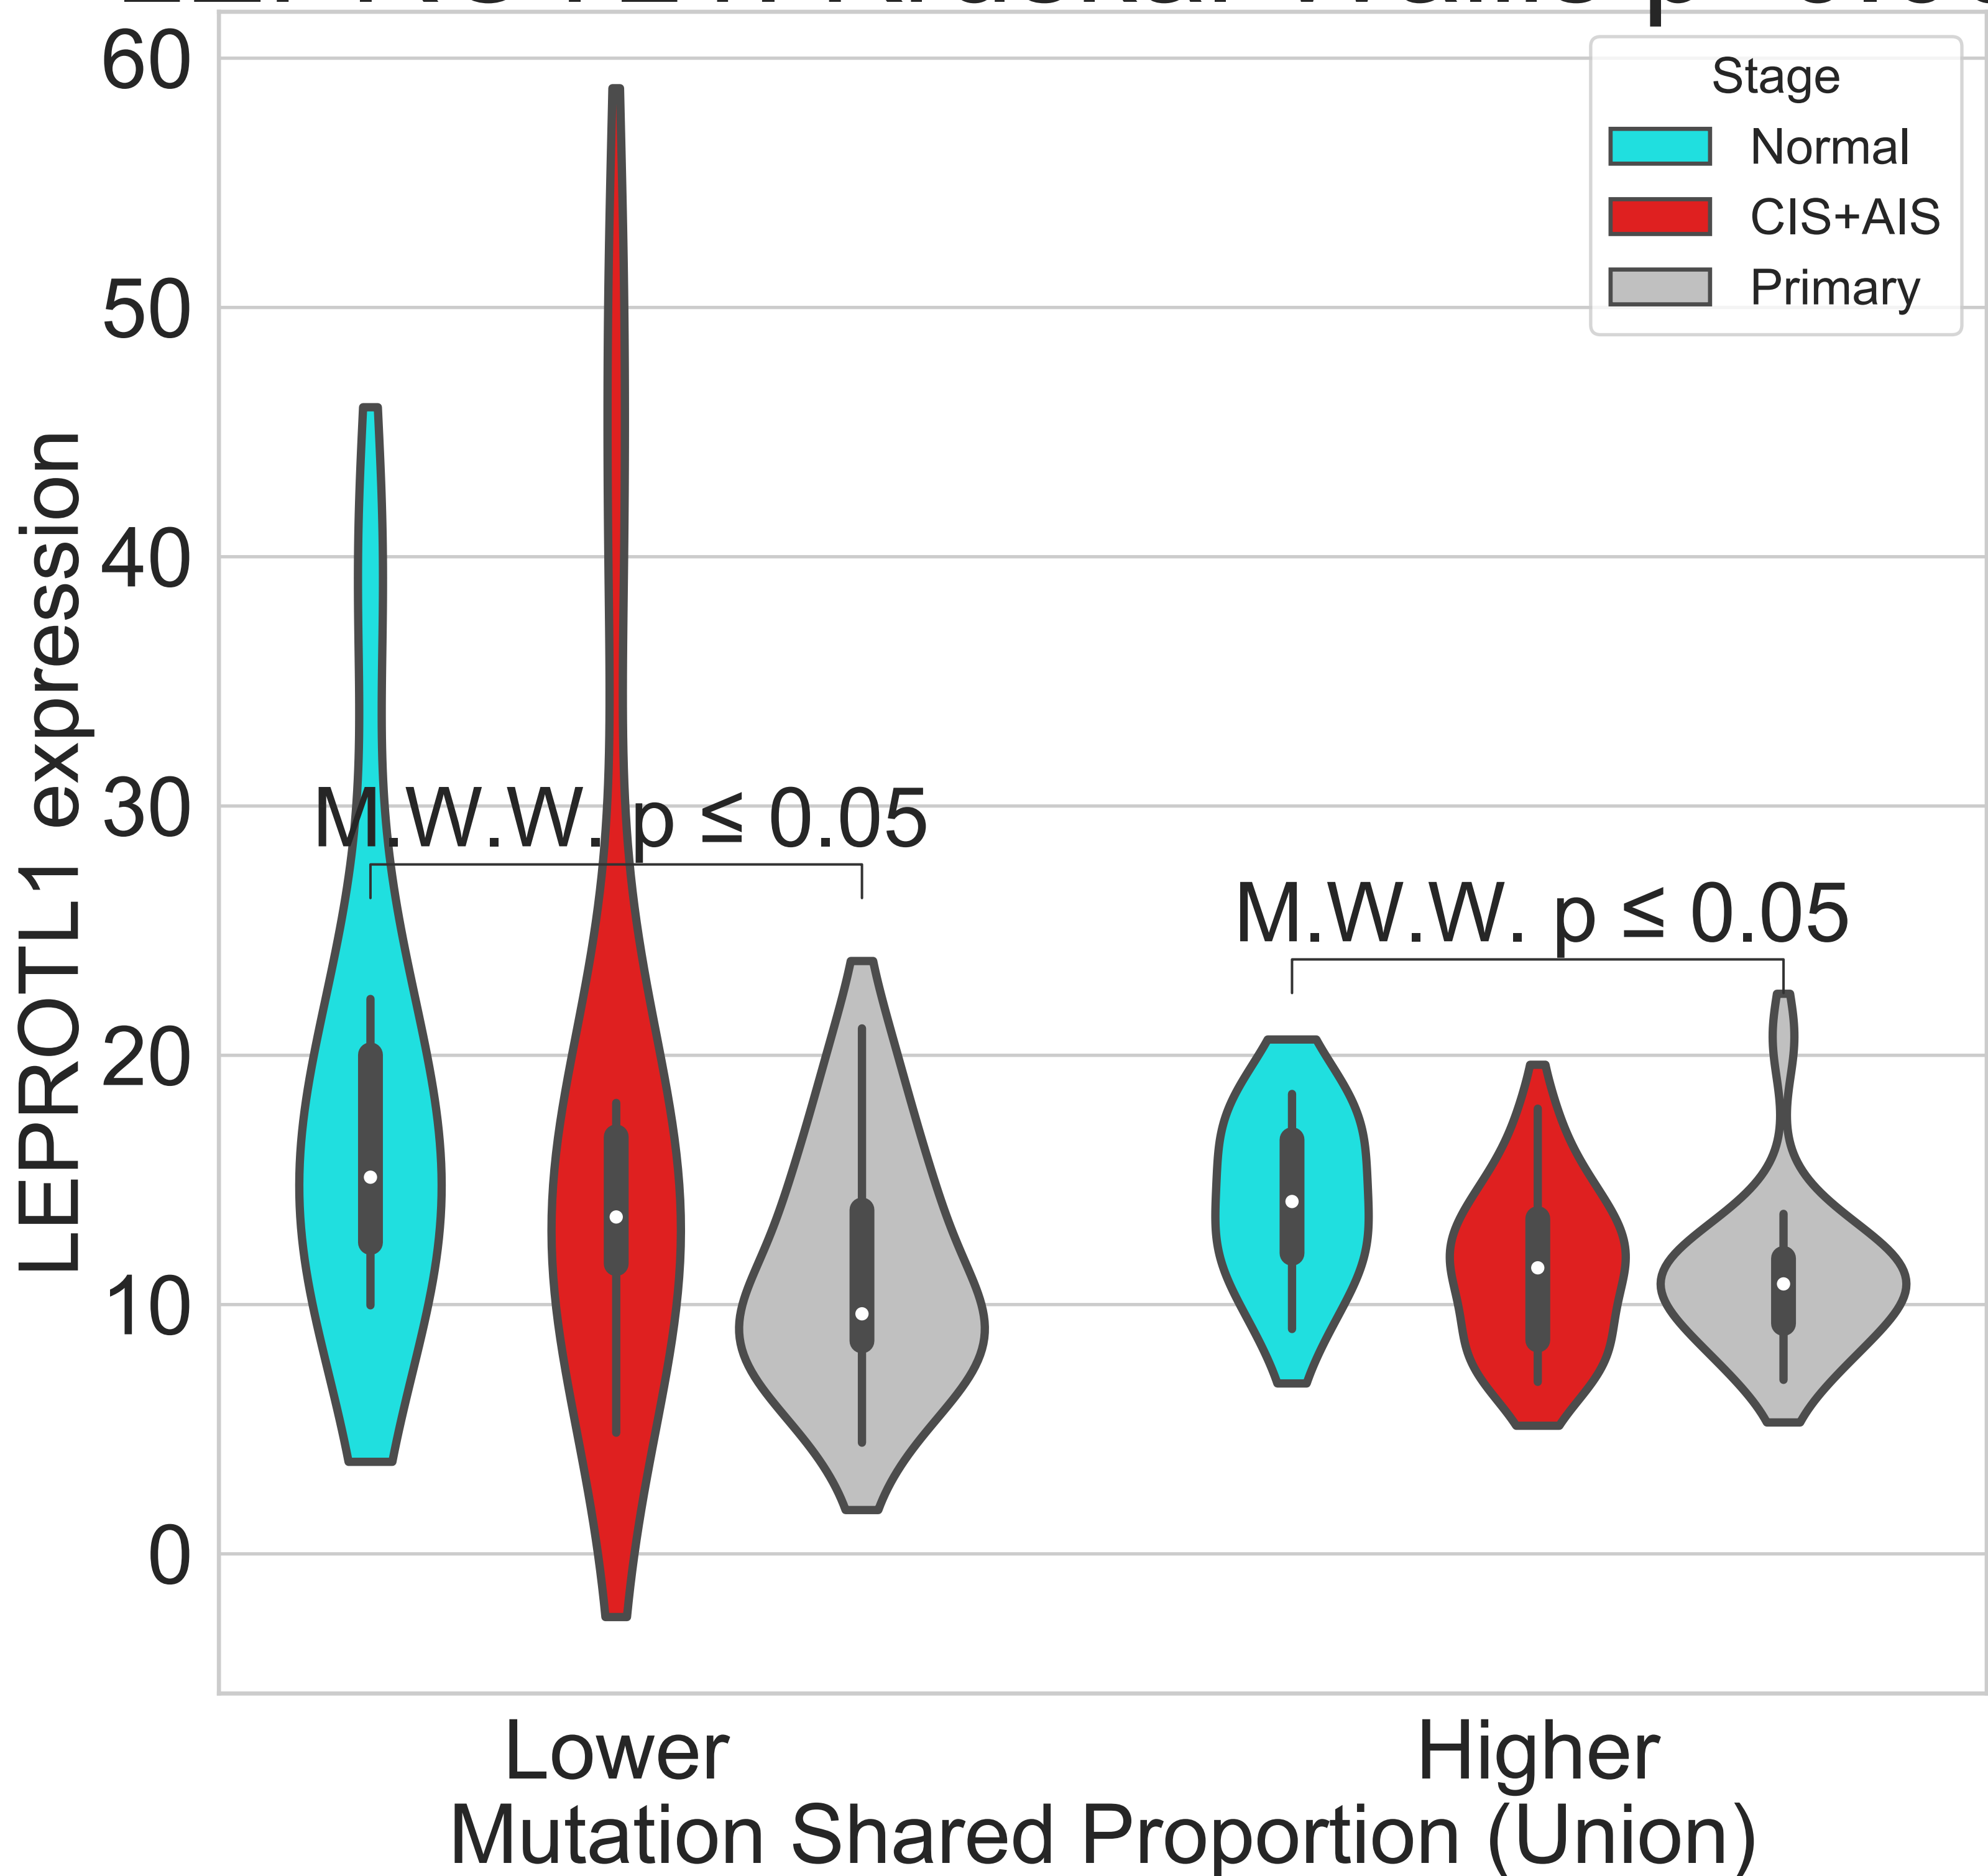 60
50
40
30
20
10
0
LEPROTL1 expression
Stage
Normal
CIS+AIS
Primary
M.W.W. p ≤ 0.05
M.W.W. p ≤ 0.05
Lower
Higher
Mutation Shared Proportion (Union)